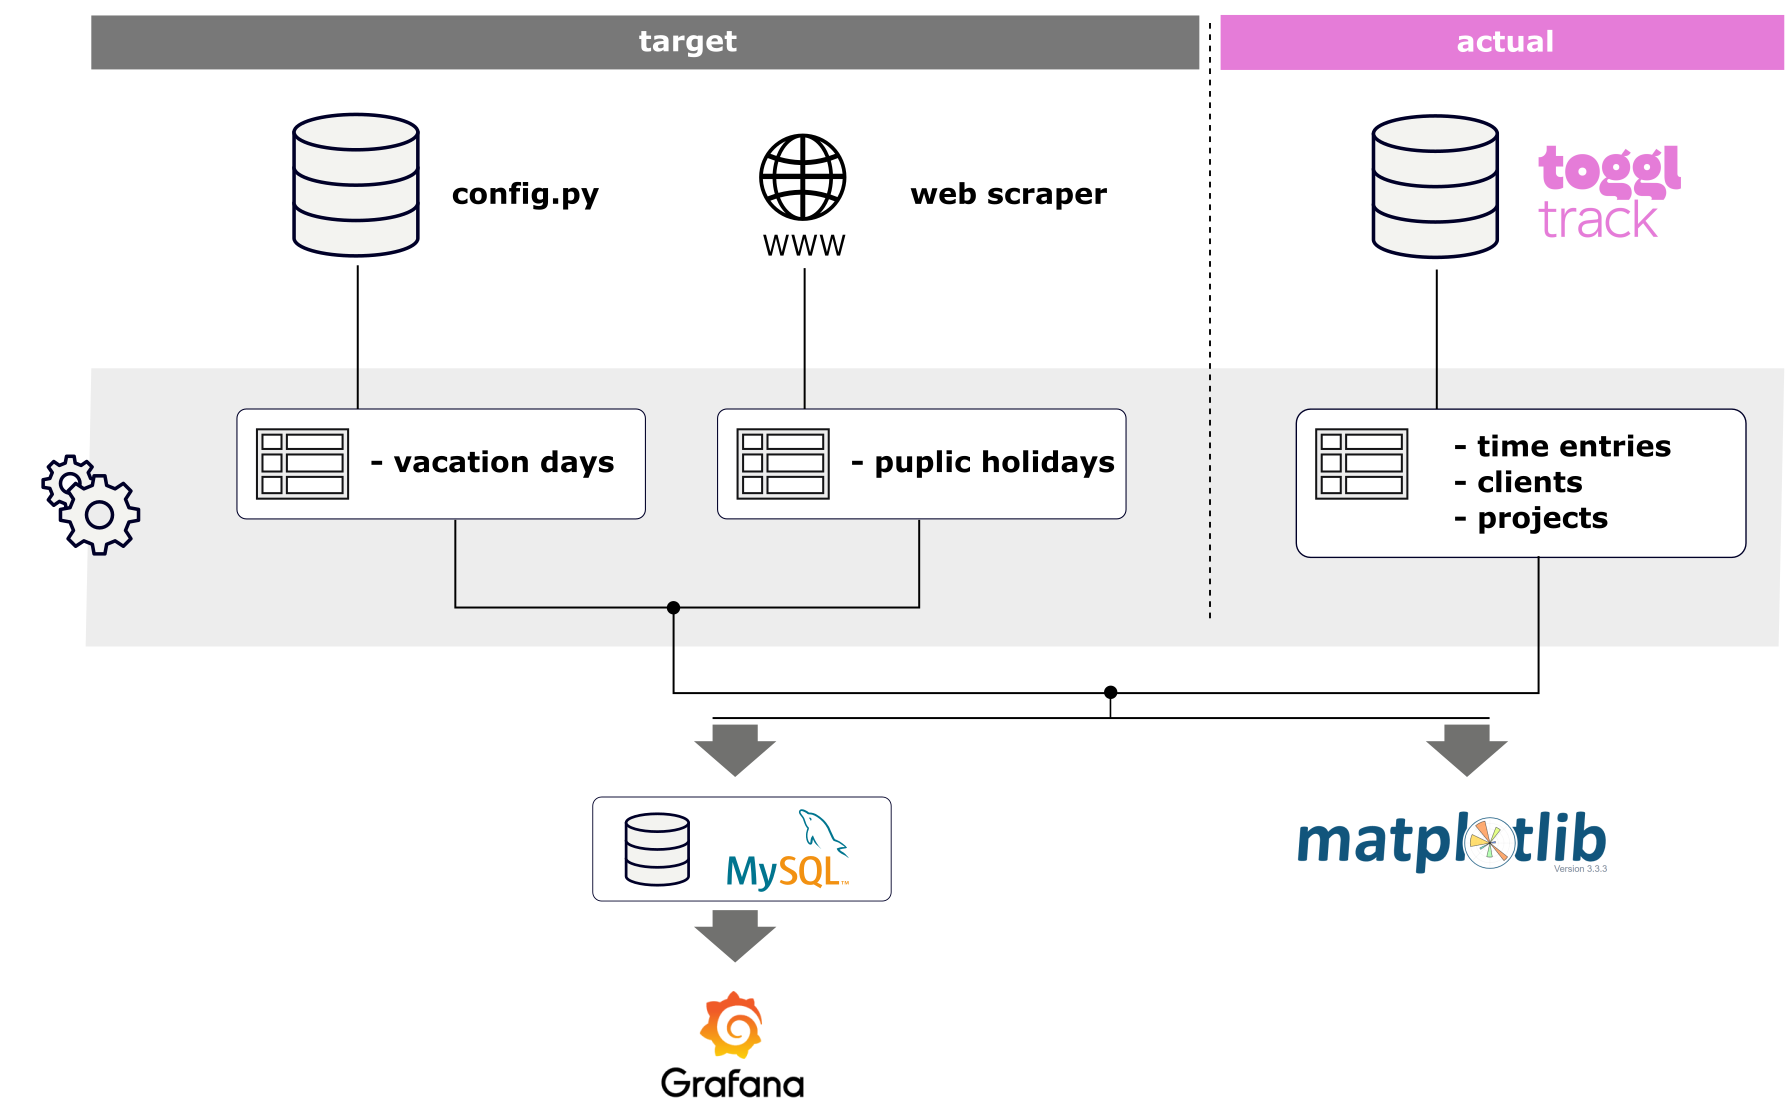 target
actual
config.py
WWW
web scraper
toggl
track
- vacation days
- puplic holidays
- time entries
- clients
- projects
MySQL™
matplotlib
Version 3.3.3
Grafana